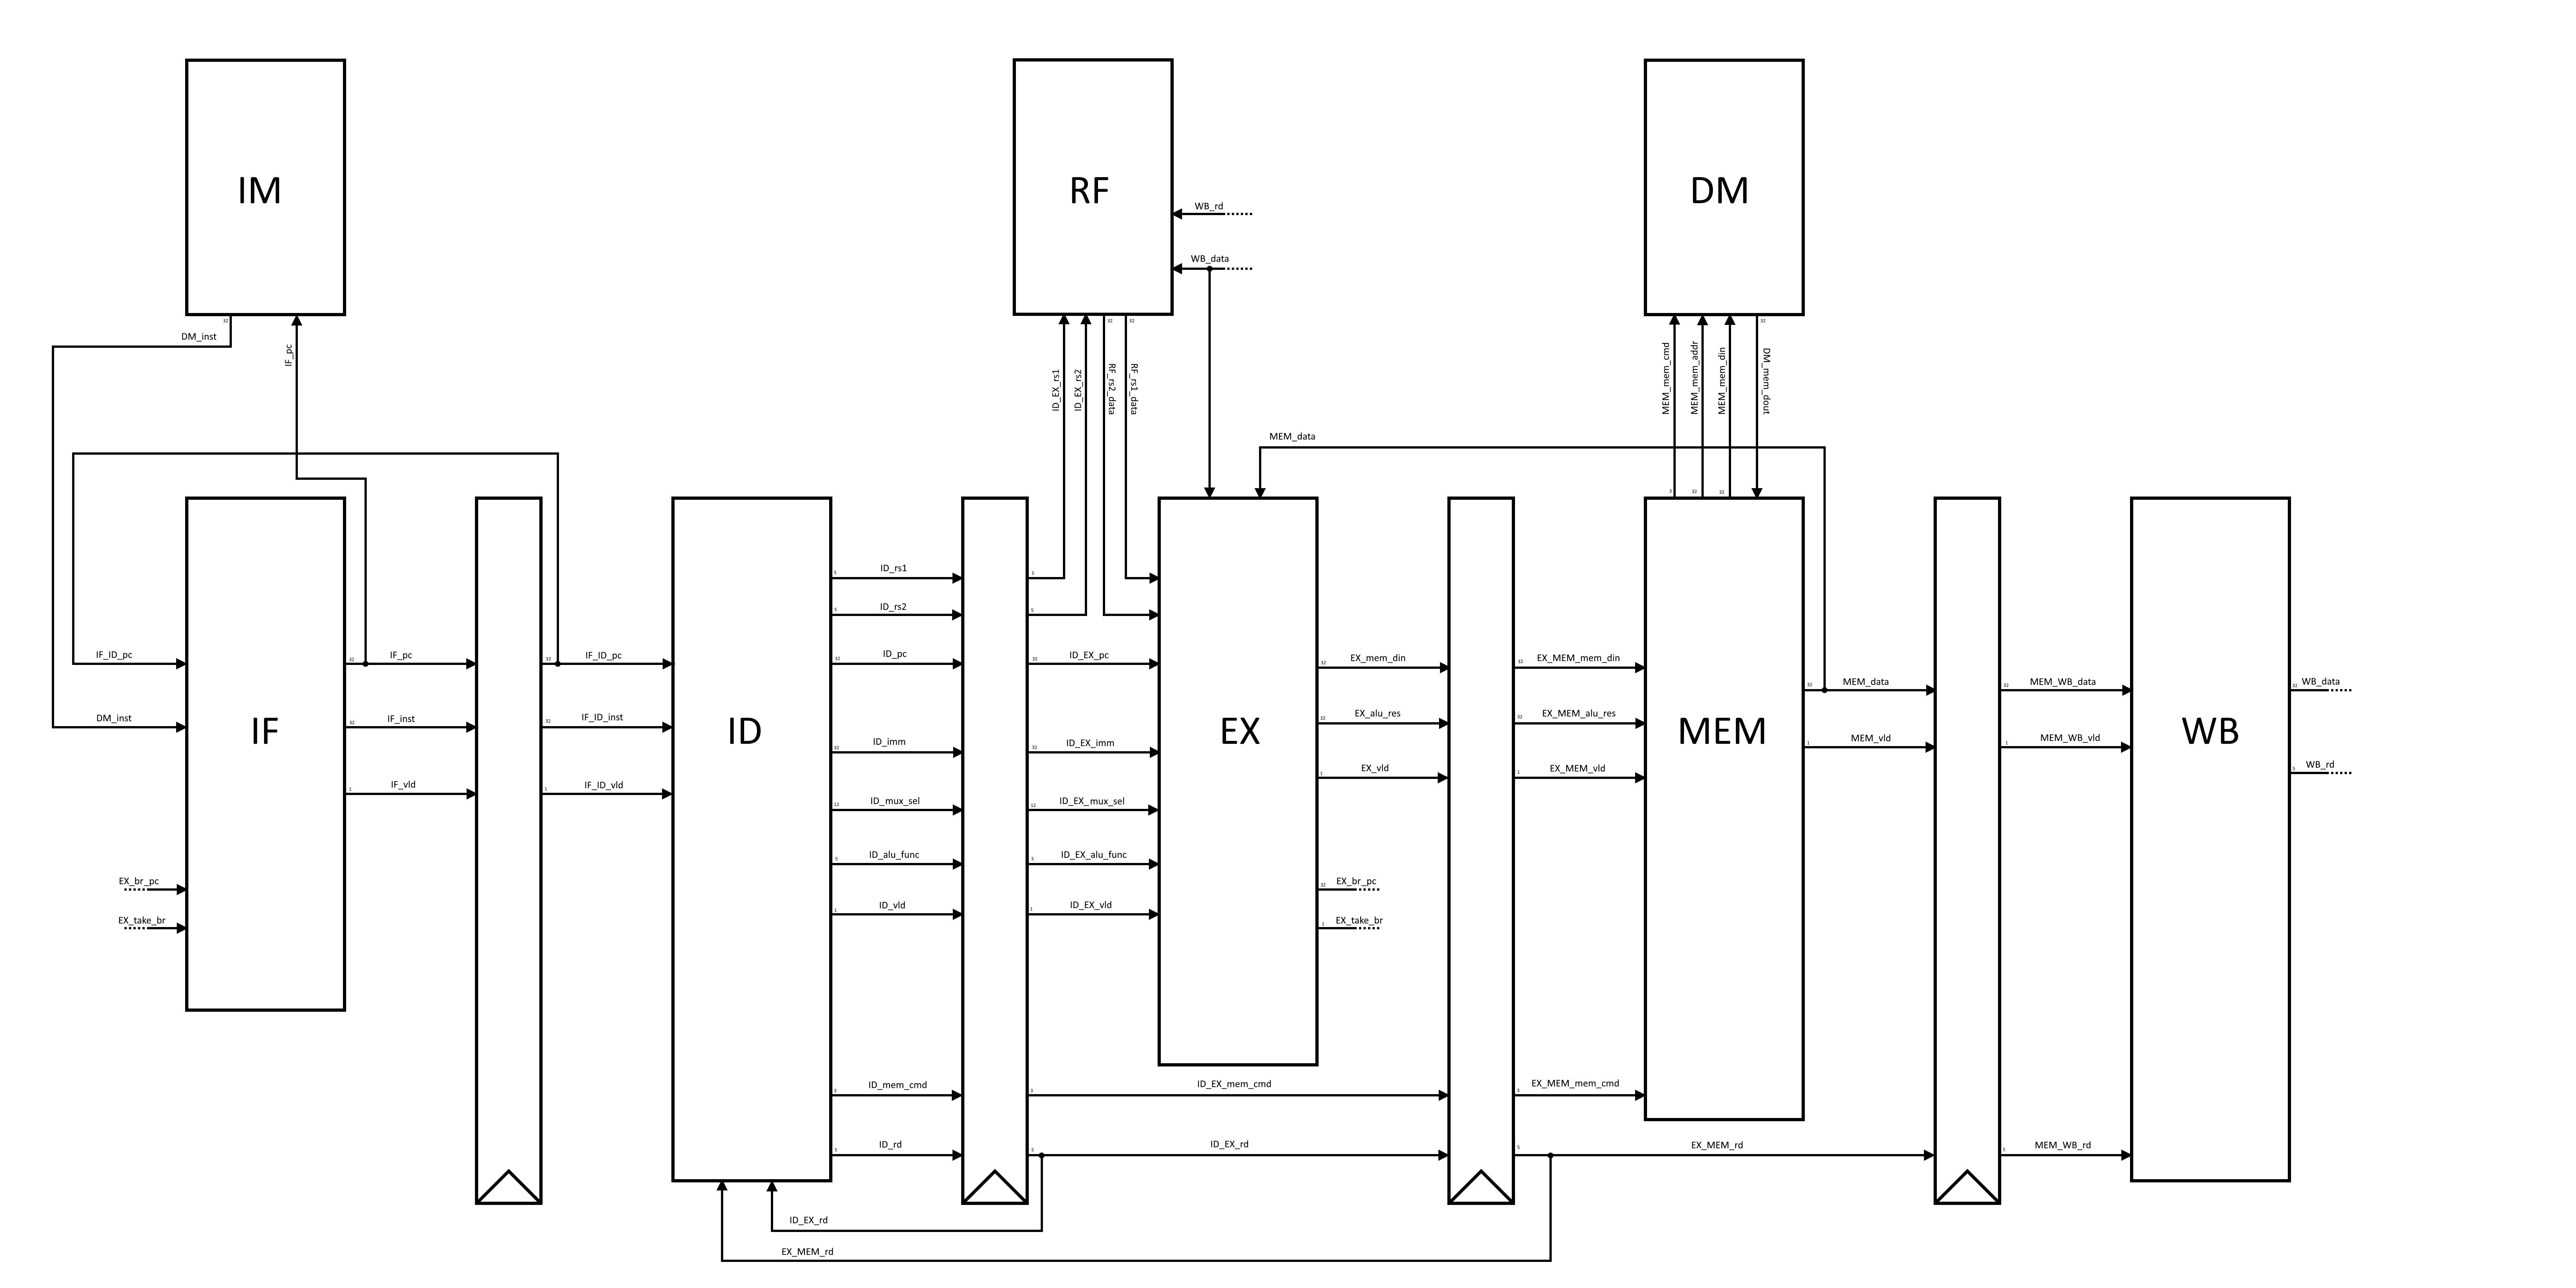 IM
RF
DM
WB_rd
WB_data
32
DM_inst
IF_pc
32
32
32
ID_EX_rs1
ID_EX_rs2
RF_rs2_data
RF_rs1_data
MEM_mem_cmd
MEM_mem_addr
MEM_mem_din
DM_mem_dout
MEM_data
3
32
32
IF_ID_pc
DM_inst
EX_br_pc
EX_take_br
IF
32
IF_pc
32
IF_inst
1
IF_vld
32
IF_ID_pc
32
IF_ID_inst
1
IF_ID_vld
ID
5
ID_rs1
5
ID_rs2
32
ID_pc
32
ID_imm
12
ID_mux_sel
5
ID_alu_func
1
ID_vld
3
ID_mem_cmd
5
ID_rd
5
5
32
ID_EX_pc
32
ID_EX_imm
12
ID_EX_mux_sel
5
ID_EX_alu_func
1
ID_EX_vld
3
ID_EX_mem_cmd
5
ID_EX_rd
EX
32
EX_mem_din
32
EX_alu_res
1
EX_vld
32
EX_br_pc
1
EX_take_br
32
EX_MEM_mem_din
32
EX_MEM_alu_res
1
EX_MEM_vld
3
EX_MEM_mem_cmd
5
EX_MEM_rd
MEM
32
MEM_data
1
MEM_vld
32
MEM_WB_data
1
MEM_WB_vld
5
MEM_WB_rd
WB
32
WB_data
5
WB_rd
ID_EX_rd
EX_MEM_rd